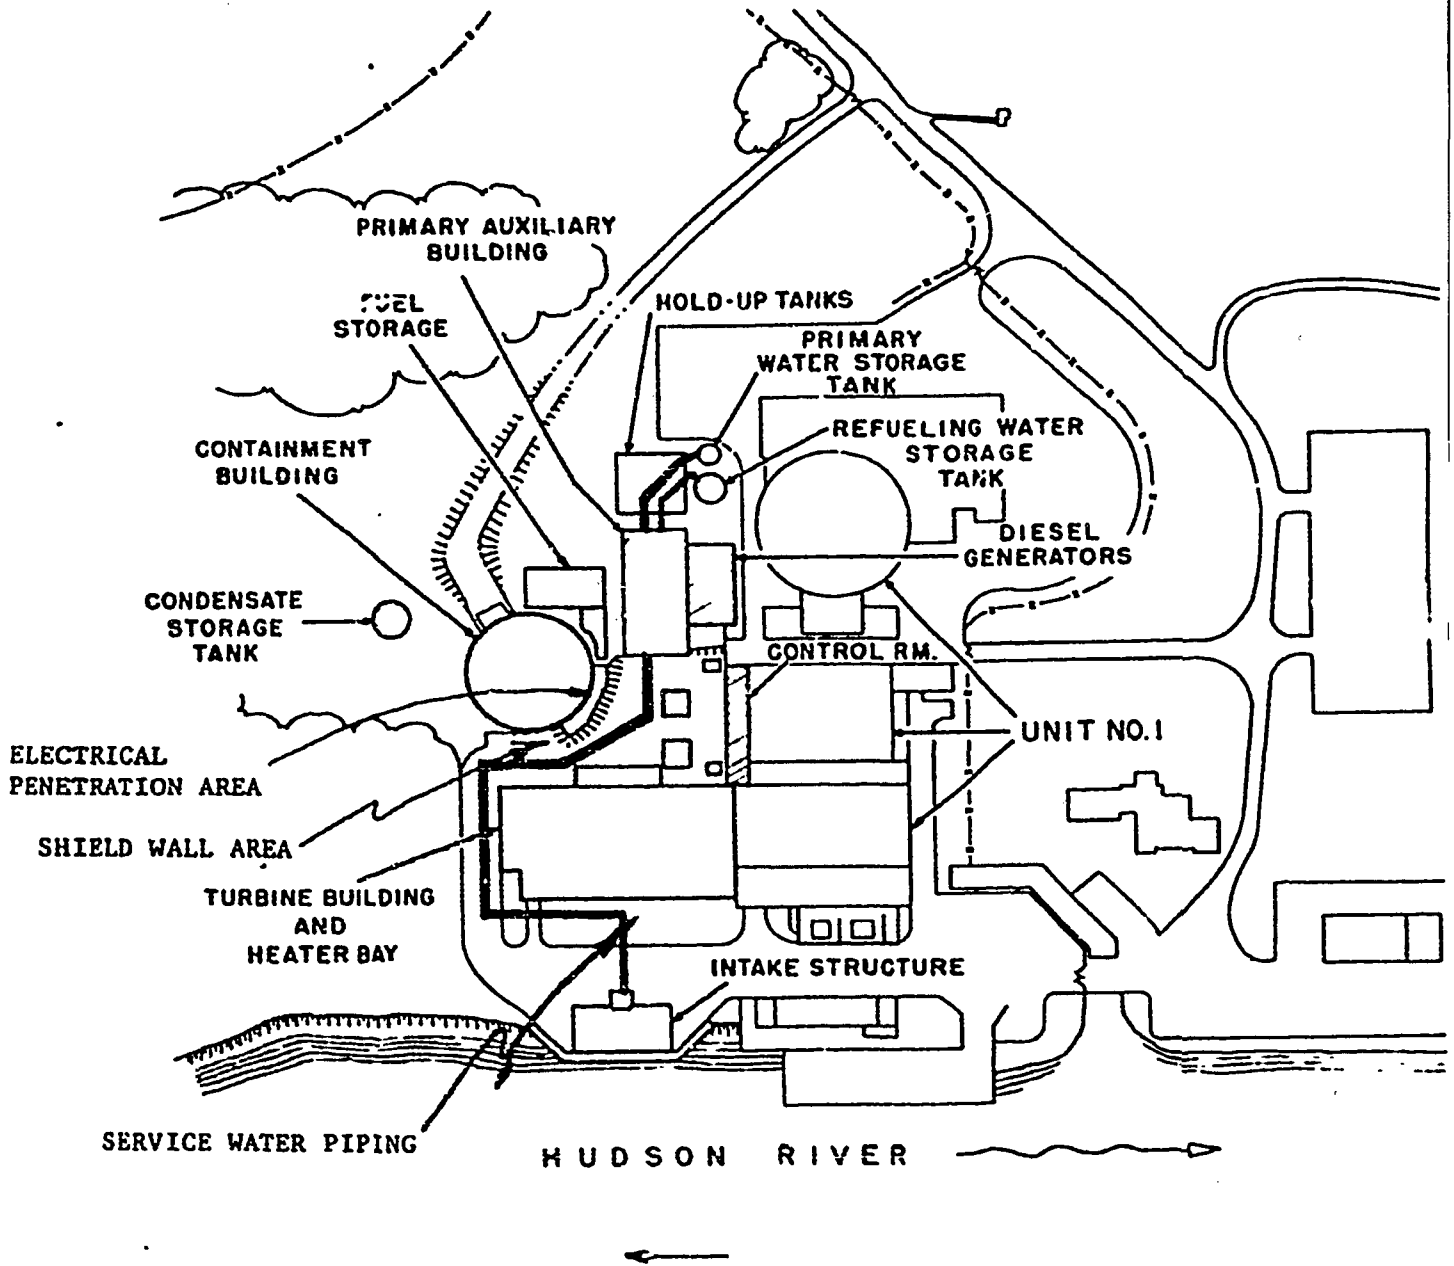 PRIMARY AUXILIARY
BUILDING
FUEL
STORAGE
HOLD-UP TANKS
PRIMARY
WATER STORAGE
TANK
REFUELING WATER
STORAGE
TANK
CONTAINMENT
BUILDING
DIESEL
GENERATORS
CONDENSATE
STORAGE
TANK
CONTROL RM.
UNIT NO.1
ELECTRICAL
PENETRATION AREA
SHIELD WALL AREA
TURBINE BUILDING
AND
HEATER BAY
INTAKE STRUCTURE
SERVICE WATER PIPING
HUDSON RIVER